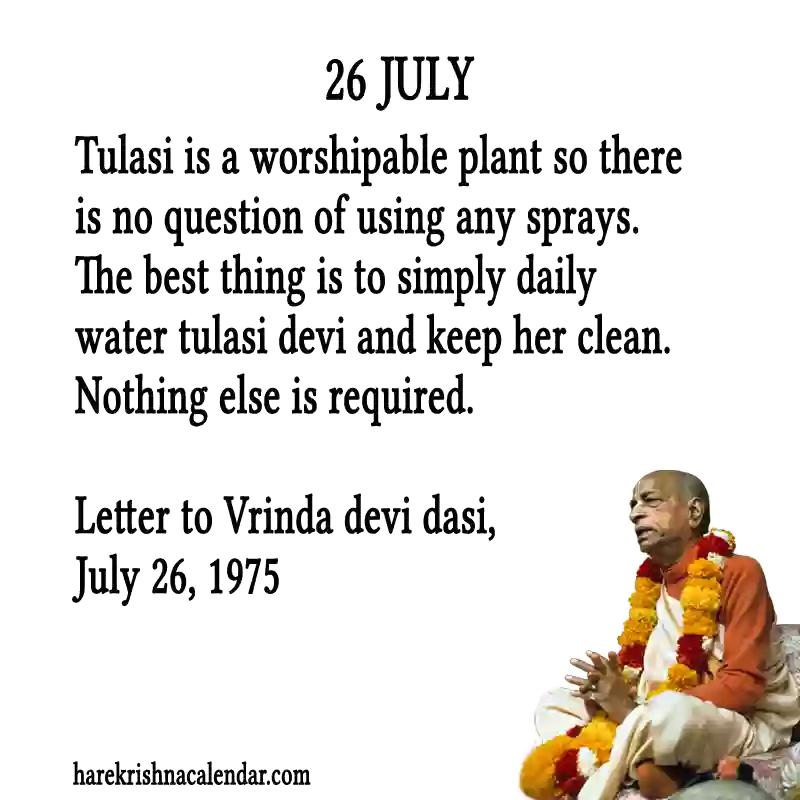 26 JULY
Tulasi is a worshipable plant so there
is no question of using any sprays.
The best thing is to simply daily
water tulasi devi and keep her clean.
Nothing else is required.
Letter to Vrinda devi dasi,
July 26, 1975
harekrishnacalendar.com